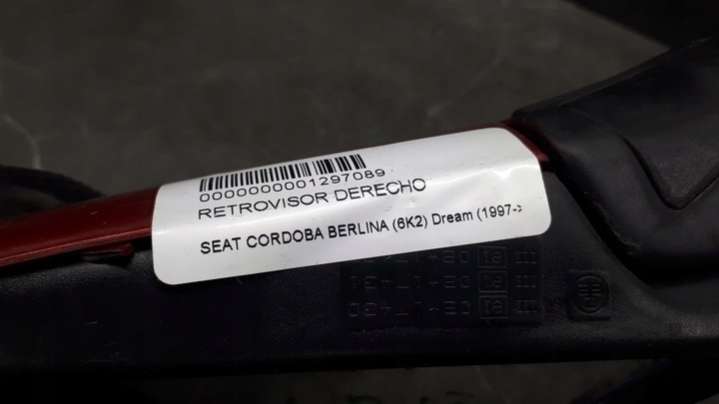 0000000001297089
RETROVISOR DERECHO
SEAT CORDOBA BERLINA (6K2) Dream (1997->